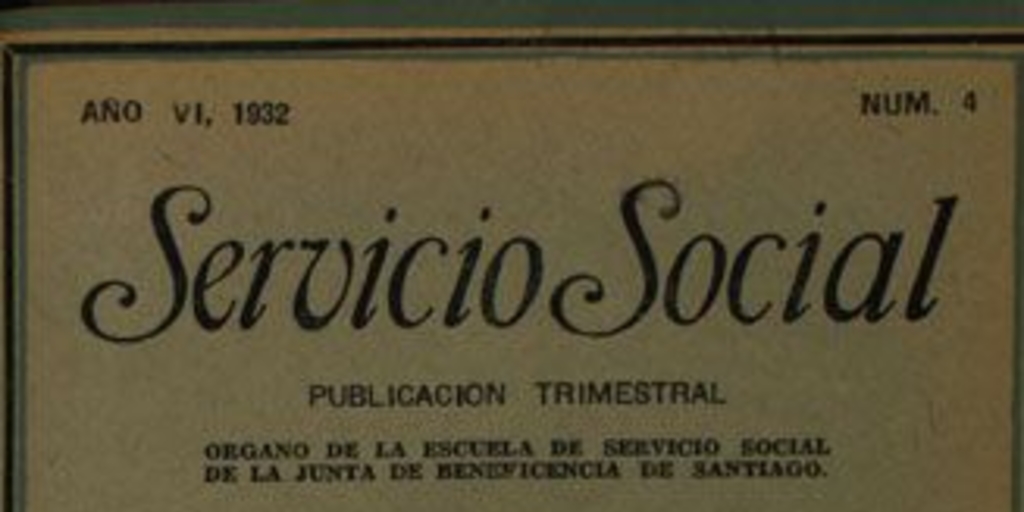 AÑO VI, 1932 NUM. 4
Servicio Social
PUBLICACION TRIMESTRAL
ORGANO DE LA ESCUELA DE SERVICIO SOCIAL
DE LA JUNTA DE BENEFICENCIA DE SANTIAGO.